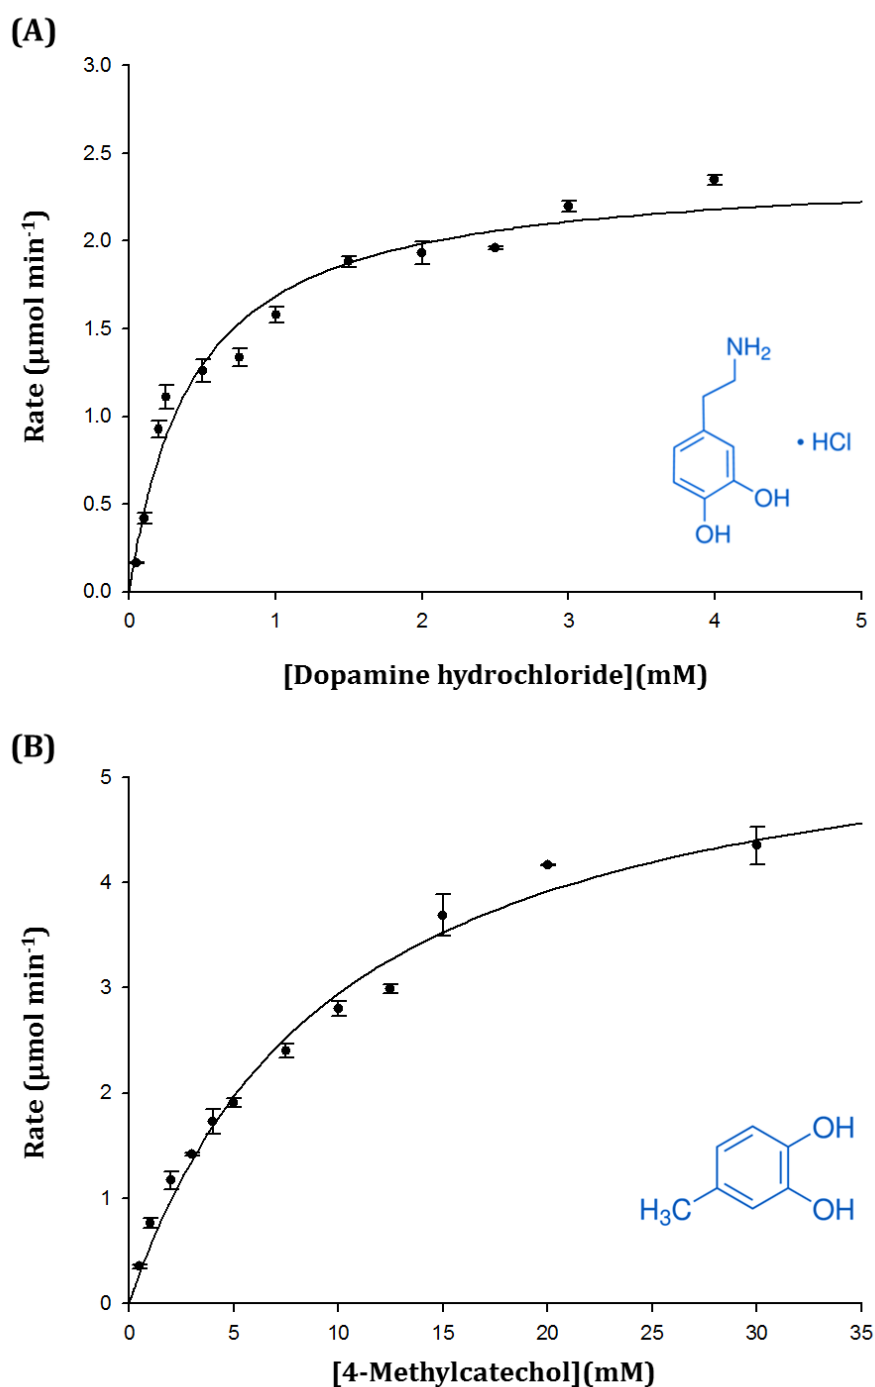 (A)
3.0
2.5
2.0
1.5
1.0
0.5
0.0
Rate (µmol min⁻¹)
NH₂
• HCl
OH
OH
0 1 2 3 4 5
[Dopamine hydrochloride](mM)
(B)
5
4
3
2
1
0
Rate (µmol min⁻¹)
OH
H₃C OH
0 5 10 15 20 25 30 35
[4-Methylcatechol](mM)